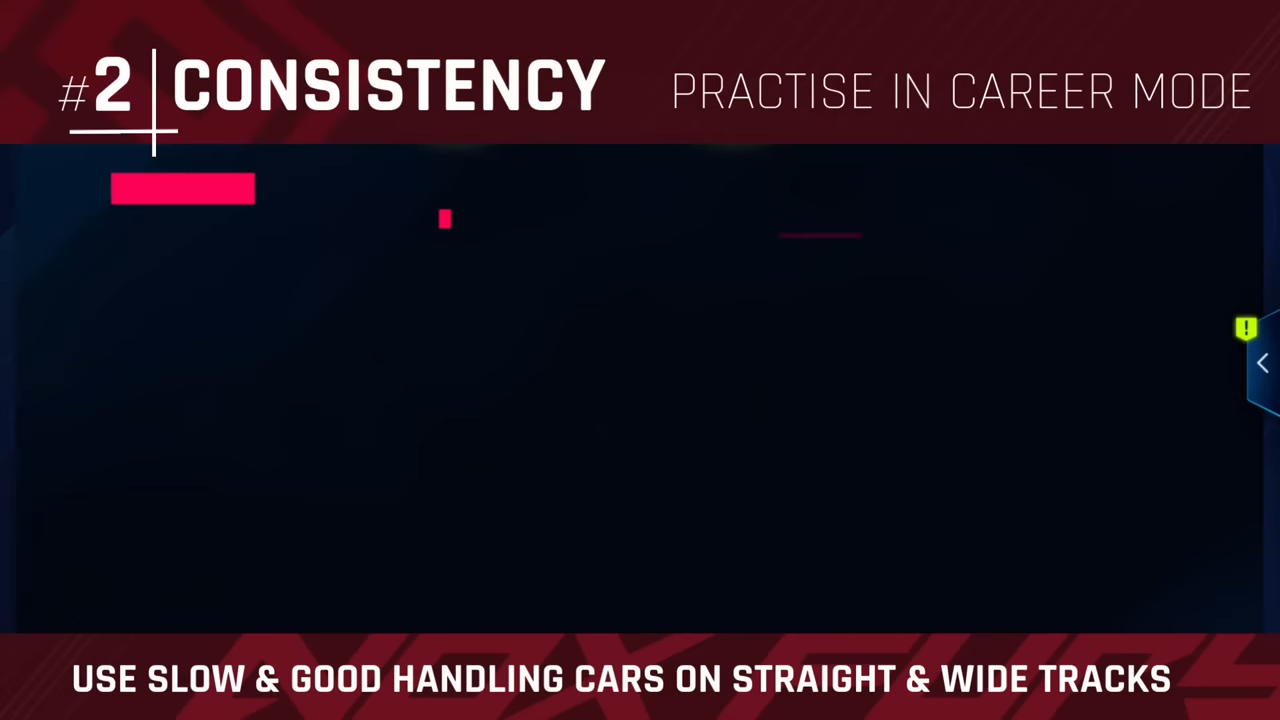 #2 CONSISTENCY PRACTISE IN CAREER MODE
!
USE SLOW & GOOD HANDLING CARS ON STRAIGHT & WIDE TRACKS